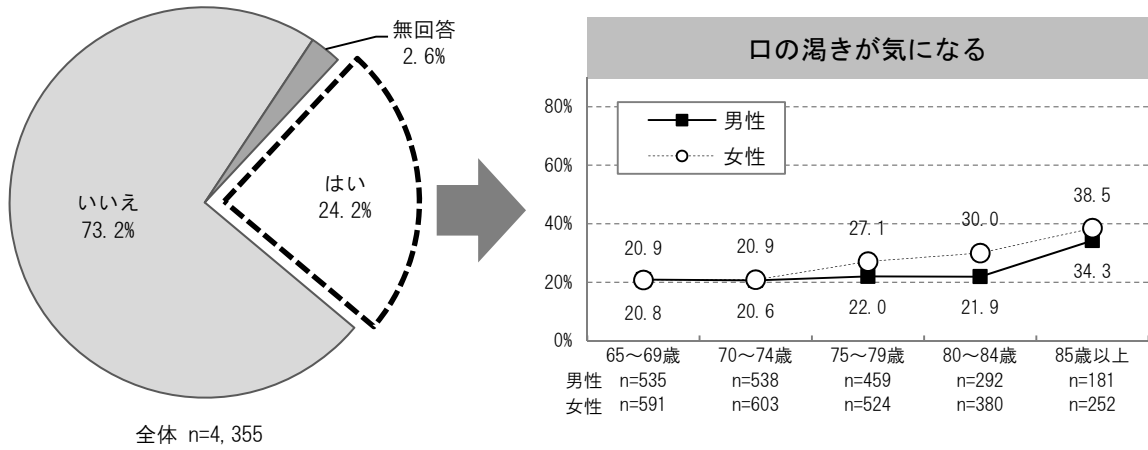 無回答
2.6%
はい
24.2%
いいえ
73.2%
全体 n=4,355
口の渇きが気になる
80%
60%
40%
20%
0%
男性
女性
20.9 20.9 27.1 30.0 38.5
20.8 20.6 22.0 21.9 34.3
65～69歳 70～74歳 75～79歳 80～84歳 85歳以上
男性 n=535 n=538 n=459 n=292 n=181
女性 n=591 n=603 n=524 n=380 n=252